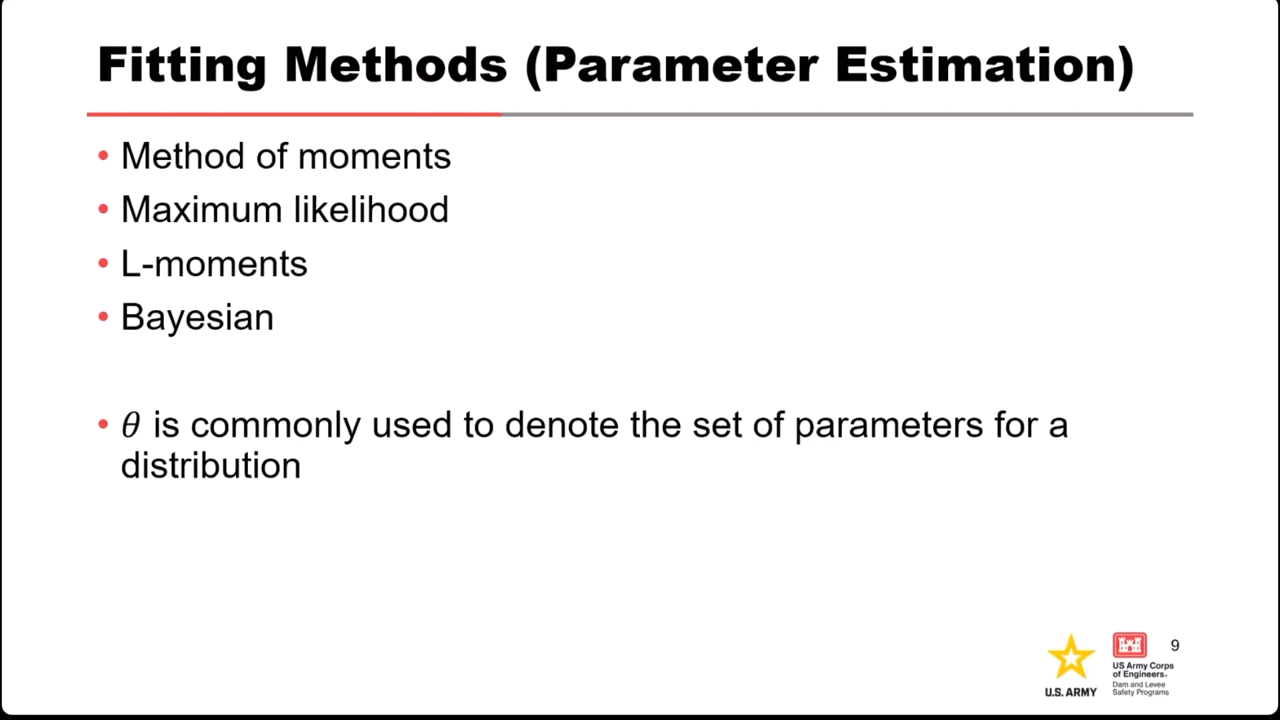 Fitting Methods (Parameter Estimation)
• Method of moments
• Maximum likelihood
• L-moments
• Bayesian
• θ is commonly used to denote the set of parameters for a
distribution
9
U.S. ARMY
US Army Corps
of Engineers®
Dam and Levee
Safety Programs